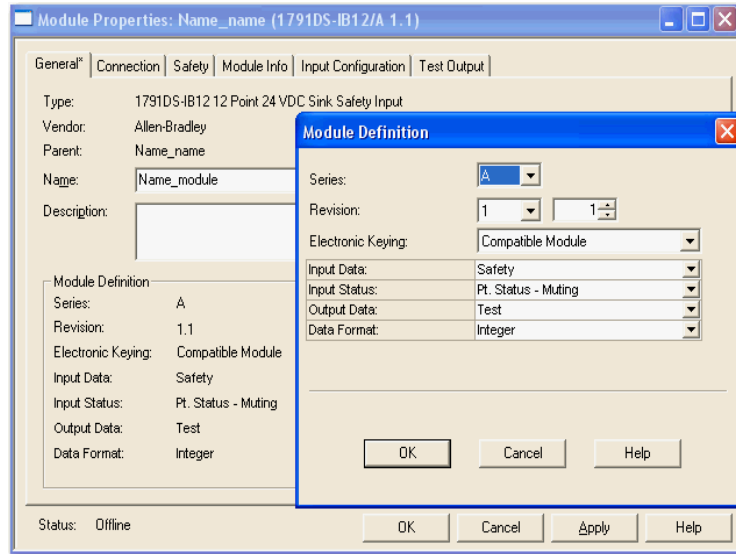 Module Properties: Name_name (1791DS-IB12/A 1.1)
General* Connection Safety Module Info Input Configuration Test Output
Type: 1791DS-IB12 12 Point 24 VDC Sink Safety Input
Vendor: Allen-Bradley
Parent: Name_name
Name: Name_module
Description:
Module Definition
Series: A
Revision: 1.1
Electronic Keying: Compatible Module
Input Data: Safety
Input Status: Pt. Status - Muting
Output Data: Test
Data Format: Integer
Status: Offline
OK Cancel Apply Help
Module Definition
Series: A
Revision: 1 1
Electronic Keying: Compatible Module
Input Data: Safety
Input Status: Pt. Status - Muting
Output Data: Test
Data Format: Integer
OK Cancel Help